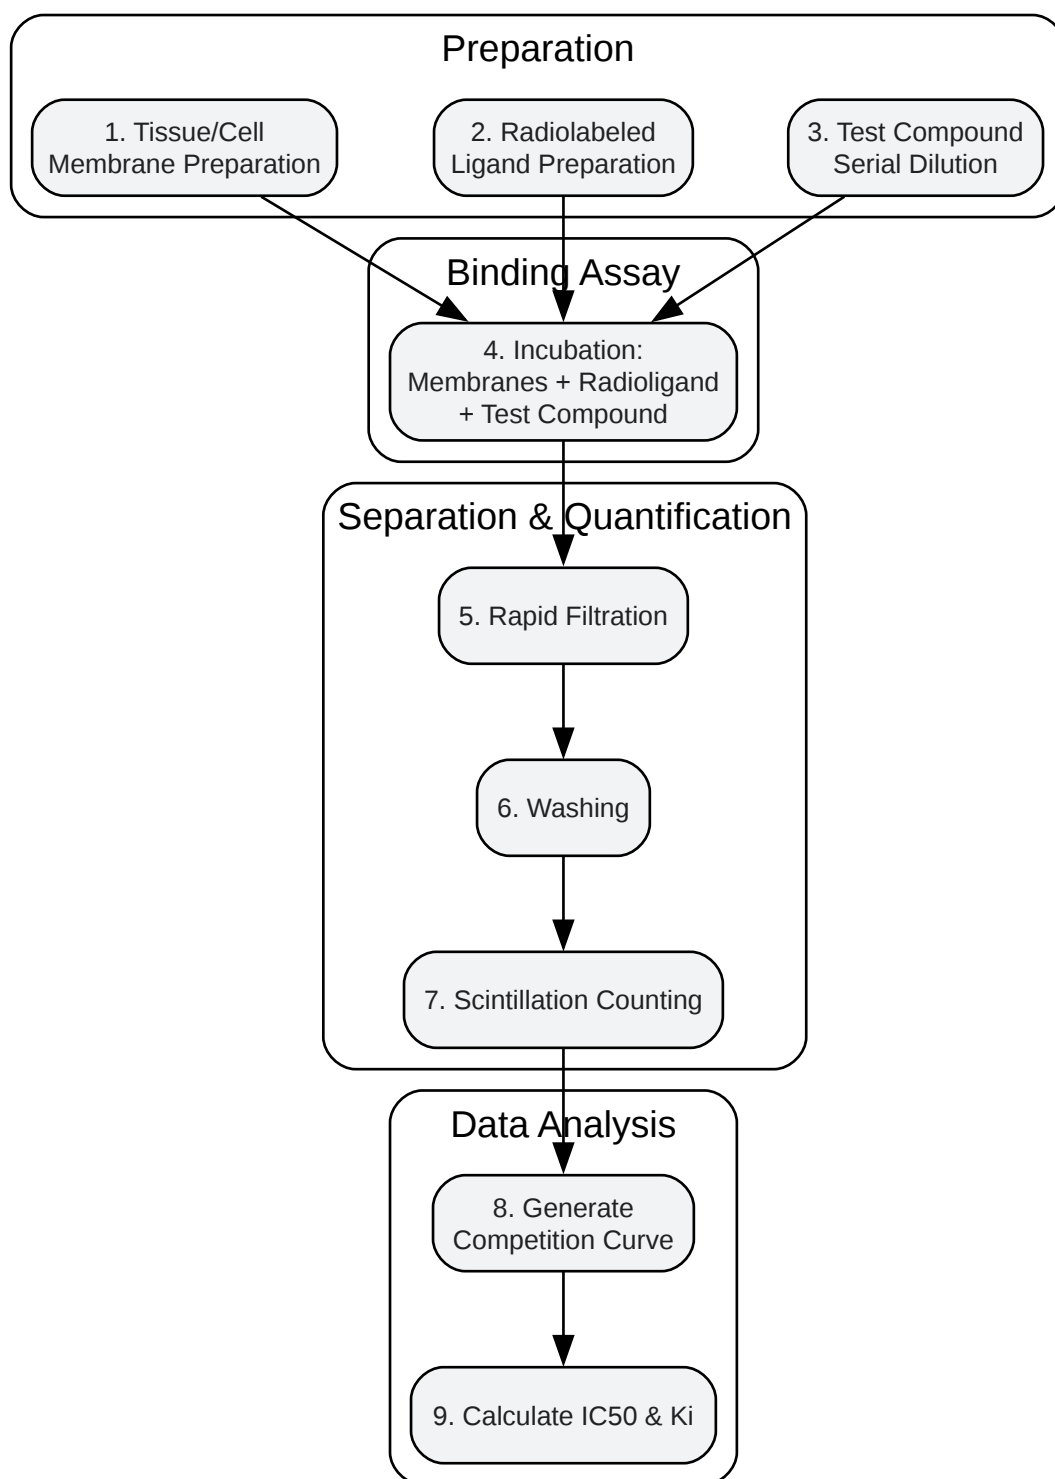 Preparation
1. Tissue/Cell
Membrane Preparation
2. Radiolabeled
Ligand Preparation
3. Test Compound
Serial Dilution
Binding Assay
4. Incubation:
Membranes + Radioligand
+ Test Compound
Separation & Quantification
5. Rapid Filtration
6. Washing
7. Scintillation Counting
Data Analysis
8. Generate
Competition Curve
9. Calculate IC50 & Ki